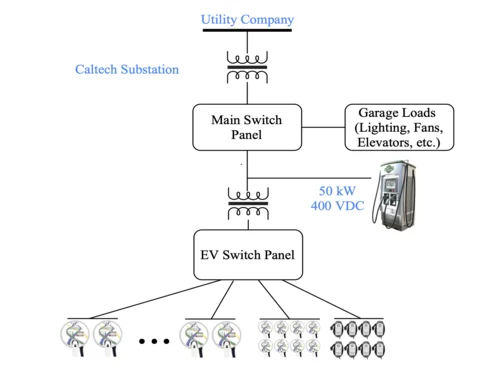 Utility Company
Caltech Substation
Main Switch
Panel
Garage Loads
(Lighting, Fans,
Elevators, etc.)
50 kW
400 VDC
EV Switch Panel